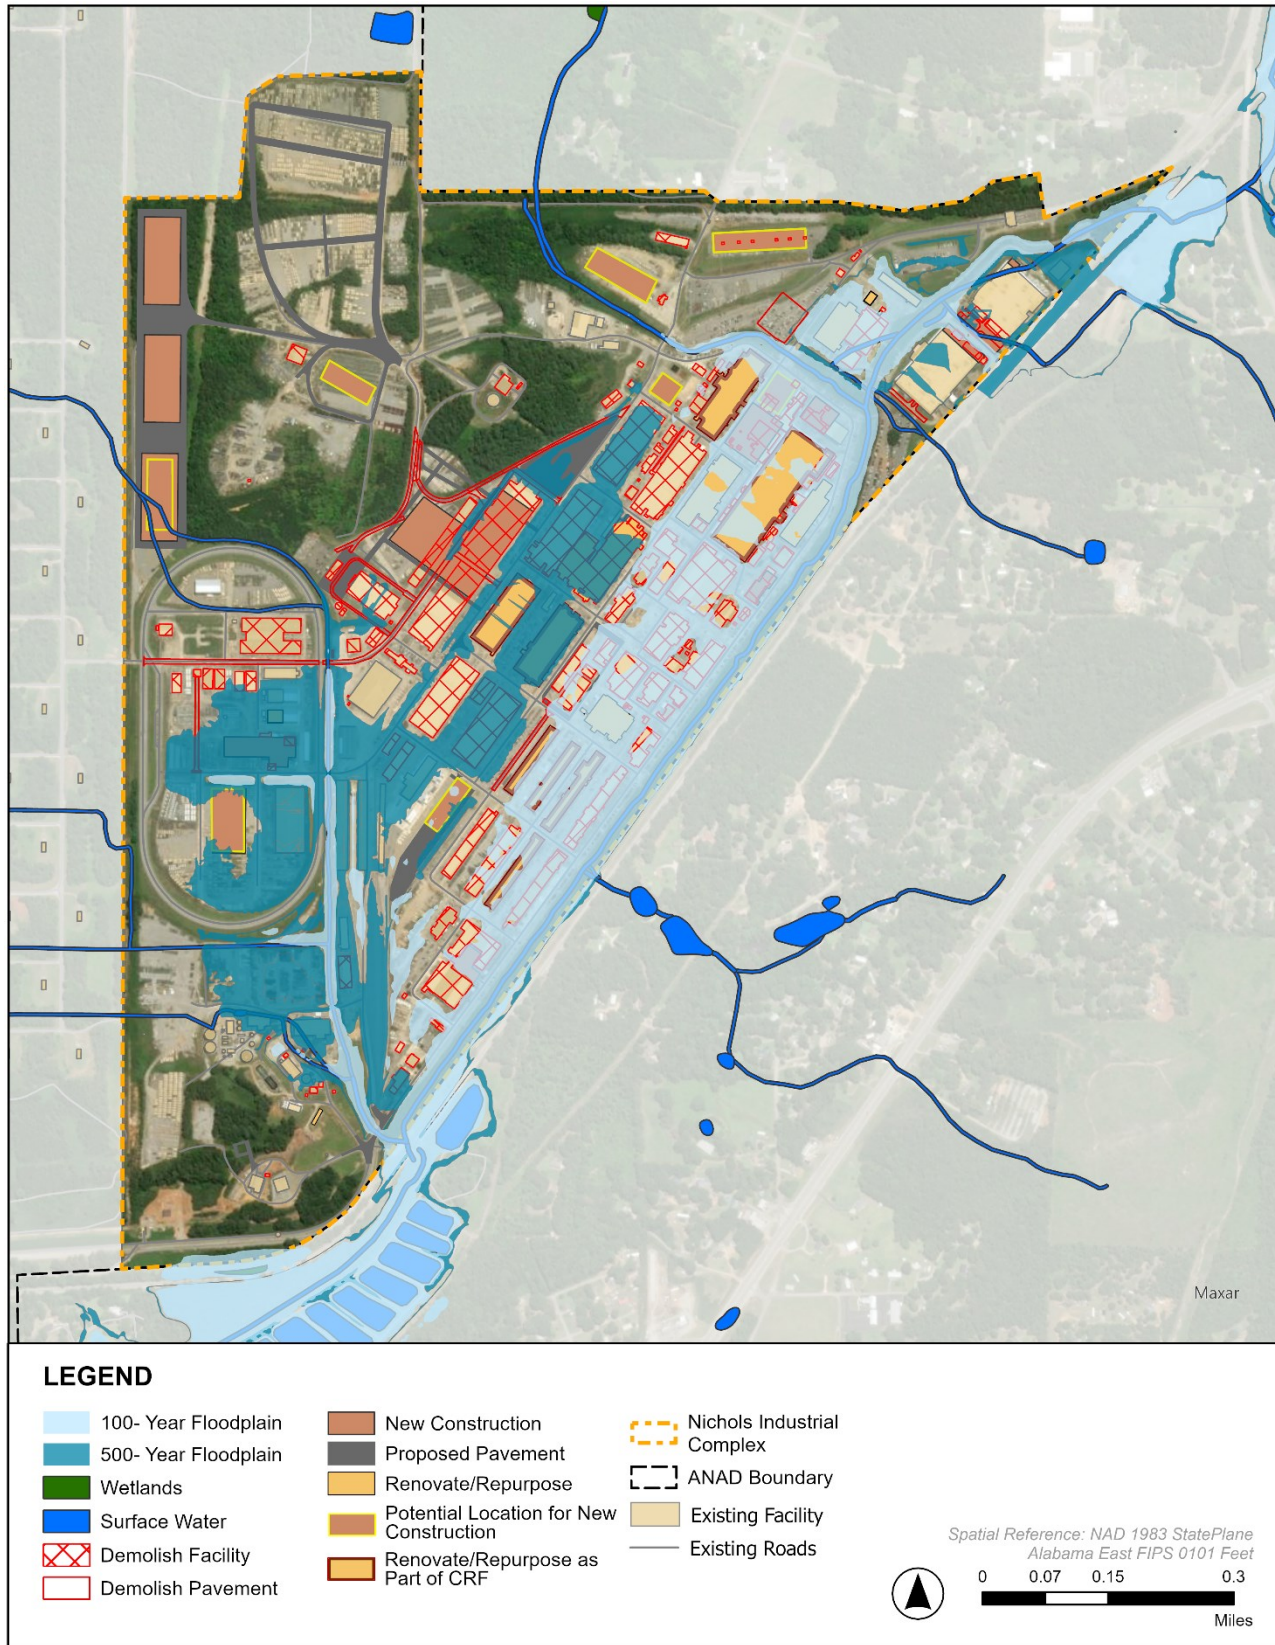 Maxar
LEGEND
100- Year Floodplain
500- Year Floodplain
Wetlands
Surface Water
Demolish Facility
Demolish Pavement
New Construction
Proposed Pavement
Renovate/Repurpose
Potential Location for New
Construction
Renovate/Repurpose as
Part of CRF
Nichols Industrial
Complex
ANAD Boundary
Existing Facility
Existing Roads
Spatial Reference: NAD 1983 StatePlane
Alabama East FIPS 0101 Feet
0 0.07 0.15 0.3
Miles